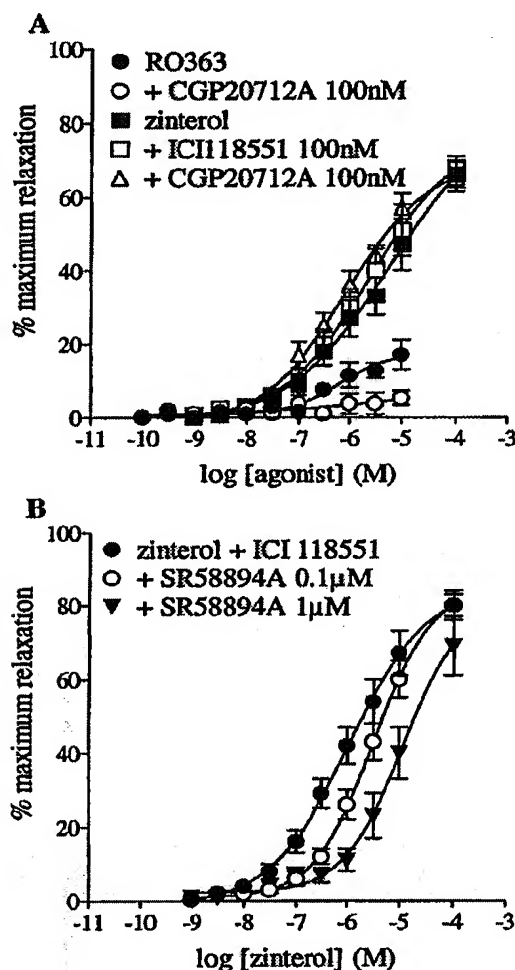 A
RO363
+ CGP20712A 100nM
zinterol
+ ICI118551 100nM
+ CGP20712A 100nM
% maximum relaxation
100
80
60
40
20
0
-11 -10 -9 -8 -7 -6 -5 -4 -3
log [agonist] (M)
B
zinterol + ICI 118551
+ SR58894A 0.1µM
+ SR58894A 1µM
% maximum relaxation
100
80
60
40
20
0
-11 -10 -9 -8 -7 -6 -5 -4 -3
log [zinterol] (M)